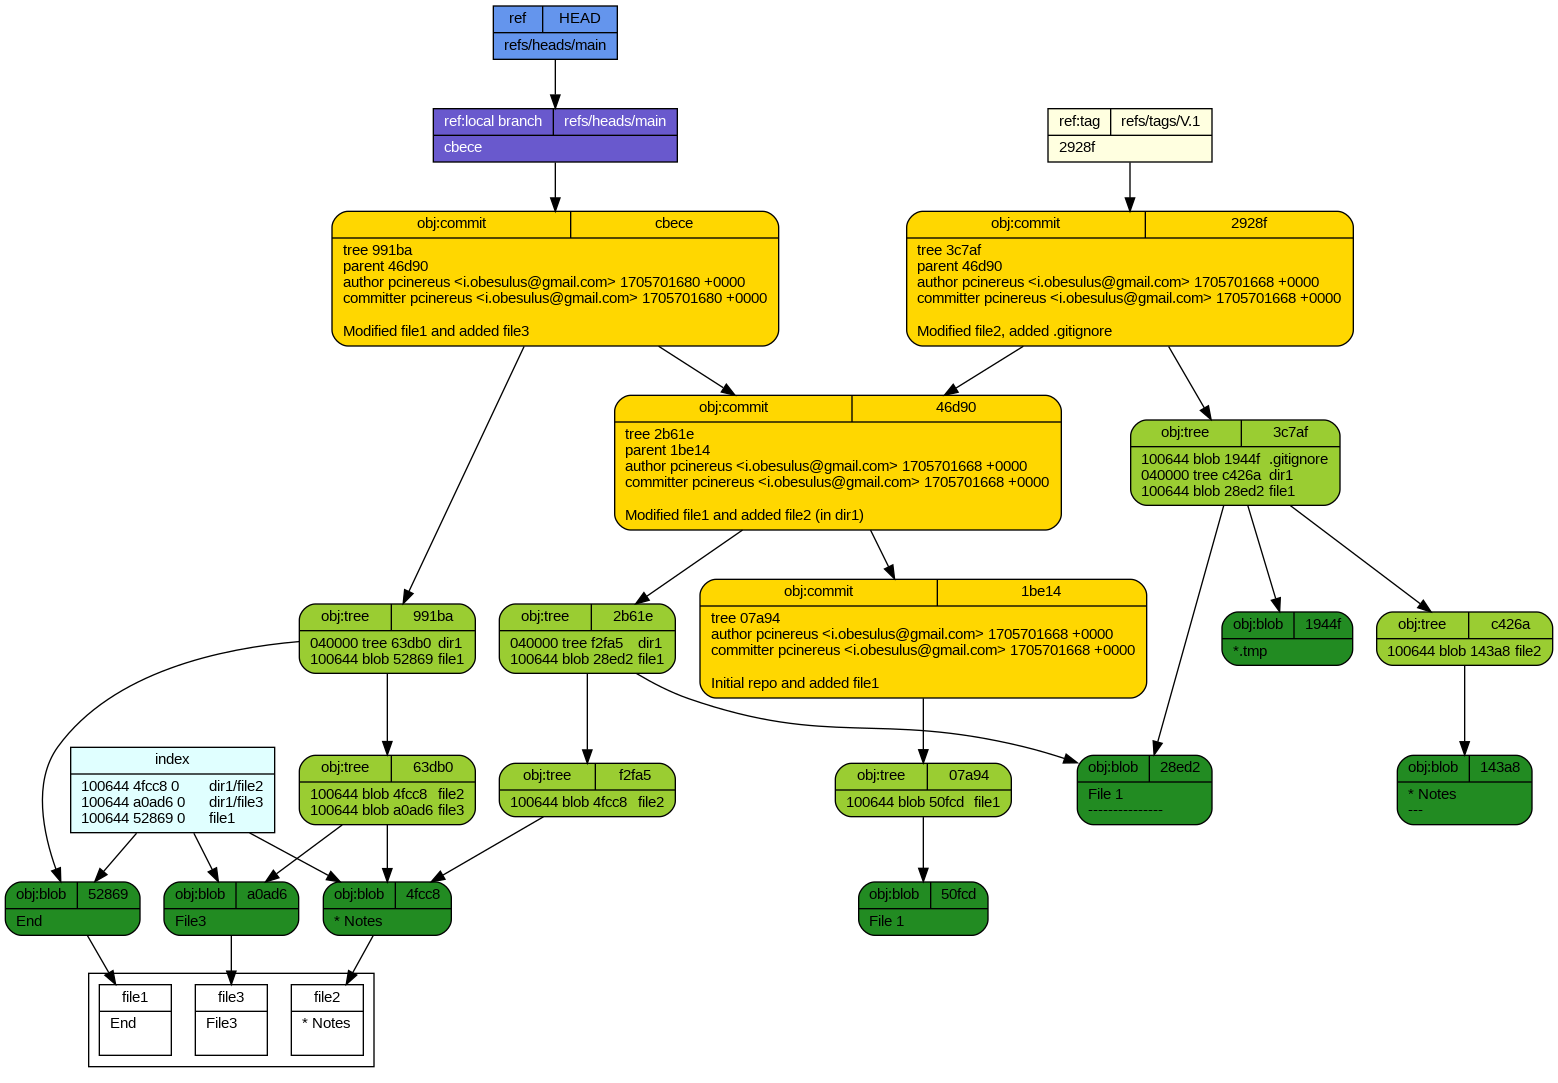 ref HEAD
refs/heads/main
ref:local branch refs/heads/main
cbece
ref:tag refs/tags/V.1
2928f
obj:commit cbece
tree 991ba
parent 46d90
author pcinereus <i.obesulus@gmail.com> 1705701680 +0000
committer pcinereus <i.obesulus@gmail.com> 1705701680 +0000
Modified file1 and added file3
obj:commit 2928f
tree 3c7af
parent 46d90
author pcinereus <i.obesulus@gmail.com> 1705701668 +0000
committer pcinereus <i.obesulus@gmail.com> 1705701668 +0000
Modified file2, added .gitignore
obj:commit 46d90
tree 2b61e
parent 1be14
author pcinereus <i.obesulus@gmail.com> 1705701668 +0000
committer pcinereus <i.obesulus@gmail.com> 1705701668 +0000
Modified file1 and added file2 (in dir1)
obj:tree 3c7af
100644 blob 1944f .gitignore
040000 tree c426a dir1
100644 blob 28ed2 file1
obj:tree 991ba
040000 tree 63db0 dir1
100644 blob 52869 file1
obj:tree 2b61e
040000 tree f2fa5 dir1
100644 blob 28ed2 file1
obj:commit 1be14
tree 07a94
author pcinereus <i.obesulus@gmail.com> 1705701668 +0000
committer pcinereus <i.obesulus@gmail.com> 1705701668 +0000
Initial repo and added file1
obj:blob 1944f
*.tmp
obj:tree c426a
100644 blob 143a8 file2
index
100644 4fcc8 0 dir1/file2
100644 a0ad6 0 dir1/file3
100644 52869 0 file1
obj:tree 63db0
100644 blob 4fcc8 file2
100644 blob a0ad6 file3
obj:tree f2fa5
100644 blob 4fcc8 file2
obj:tree 07a94
100644 blob 50fcd file1
obj:blob 28ed2
File 1
---------------
obj:blob 143a8
* Notes
---
obj:blob 52869
End
obj:blob a0ad6
File3
obj:blob 4fcc8
* Notes
obj:blob 50fcd
File 1
file1
End
file3
File3
file2
* Notes